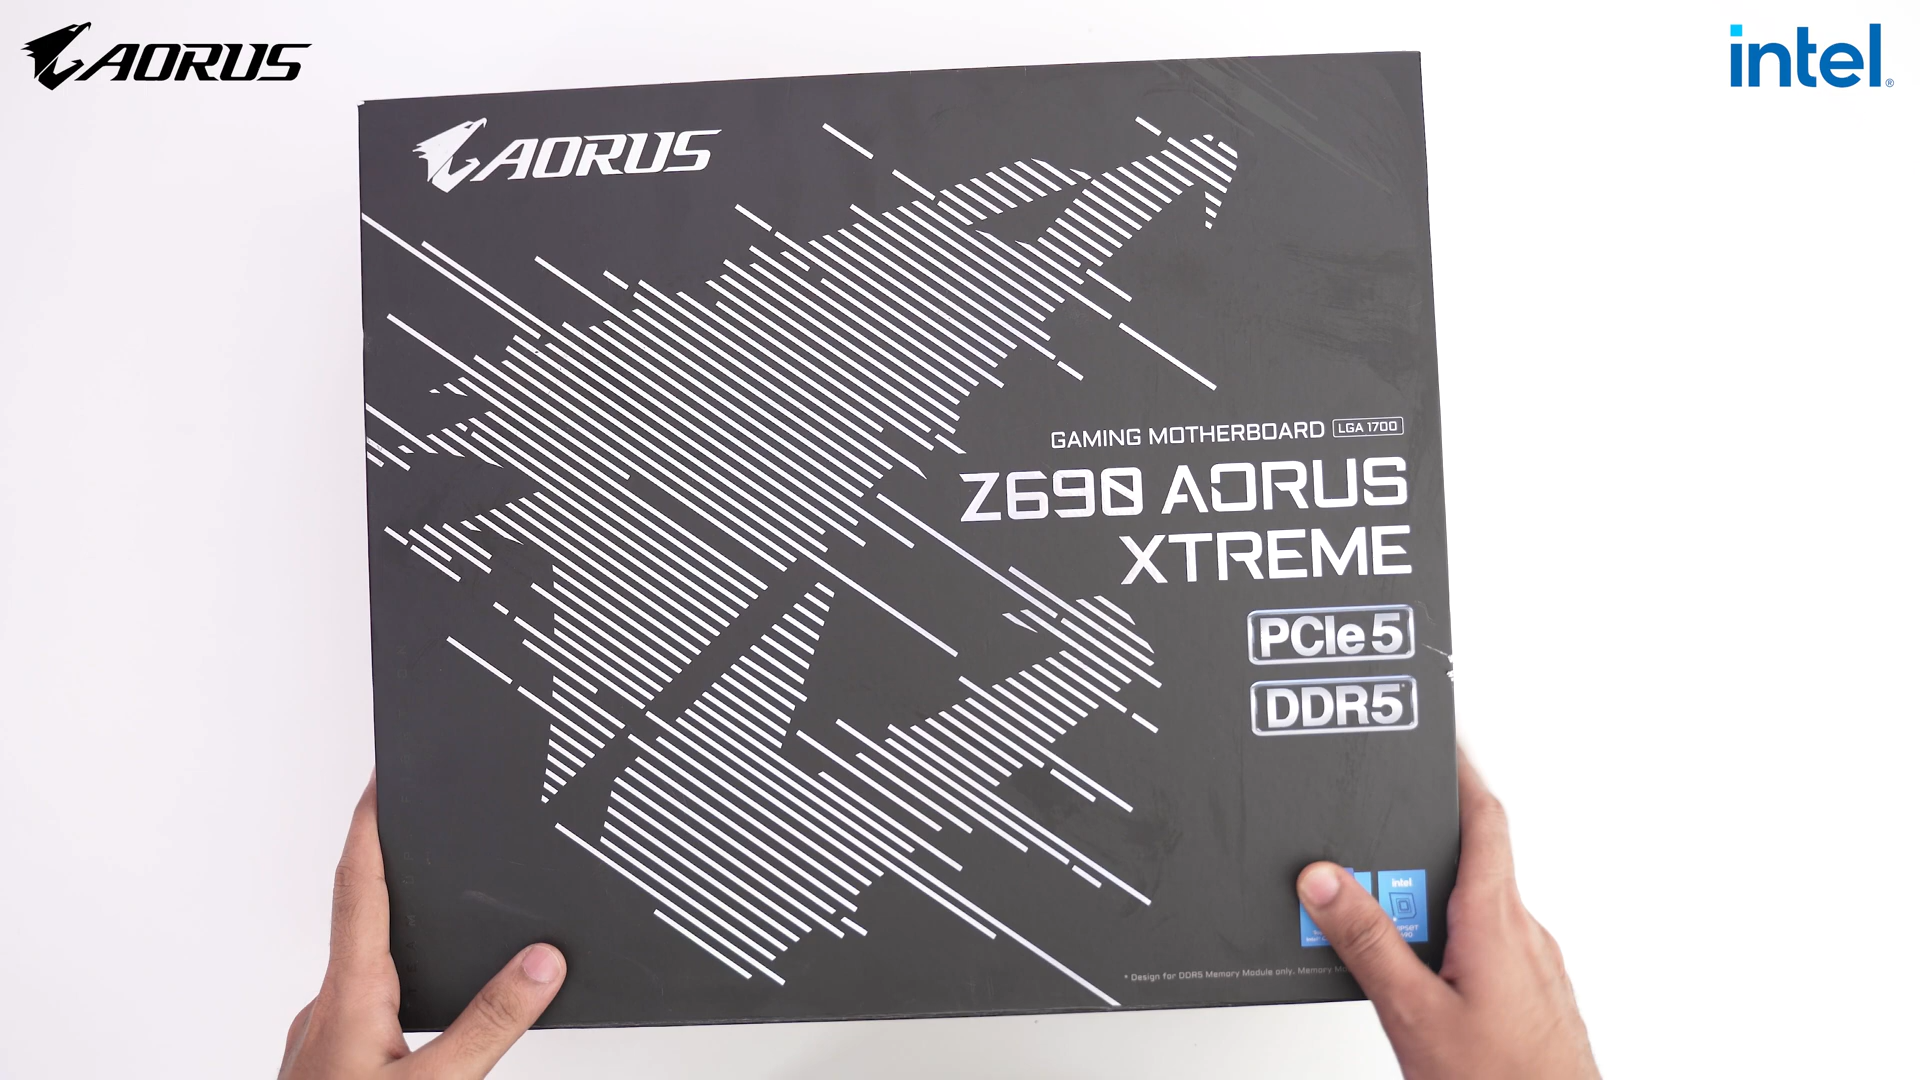 AORUS
intel
AORUS
GAMING MOTHERBOARD LGA 1700
Z690 AORUS
XTREME
PCIe 5
DDR5
intel
* Design for DDR5 Memory Module only. Memory